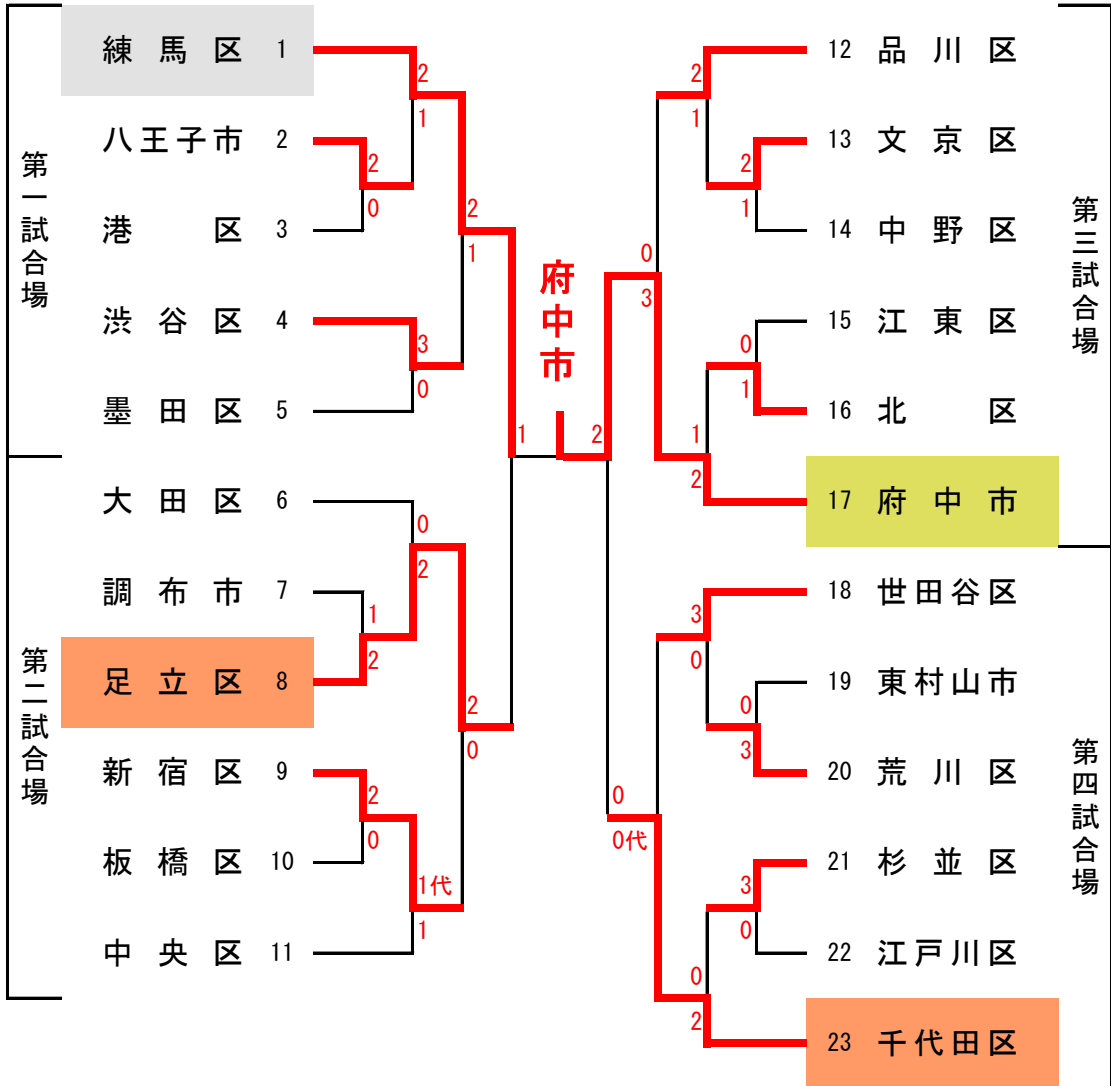 第一試合場
練馬区 1
八王子市 2
港区 3
渋谷区 4
墨田区 5
2
1
2
0
2
1
3
0
第二試合場
大田区 6
調布市 7
足立区 8
新宿区 9
板橋区 10
中央区 11
0
2
1
2
2
0
2
0
1代
1
1
府中市
2
第三試合場
12 品川区
13 文京区
14 中野区
15 江東区
16 北区
17 府中市
2
1
2
1
0
3
0
1
1
2
第四試合場
18 世田谷区
19 東村山市
20 荒川区
21 杉並区
22 江戸川区
23 千代田区
3
0
0
3
0
0代
3
0
0
2